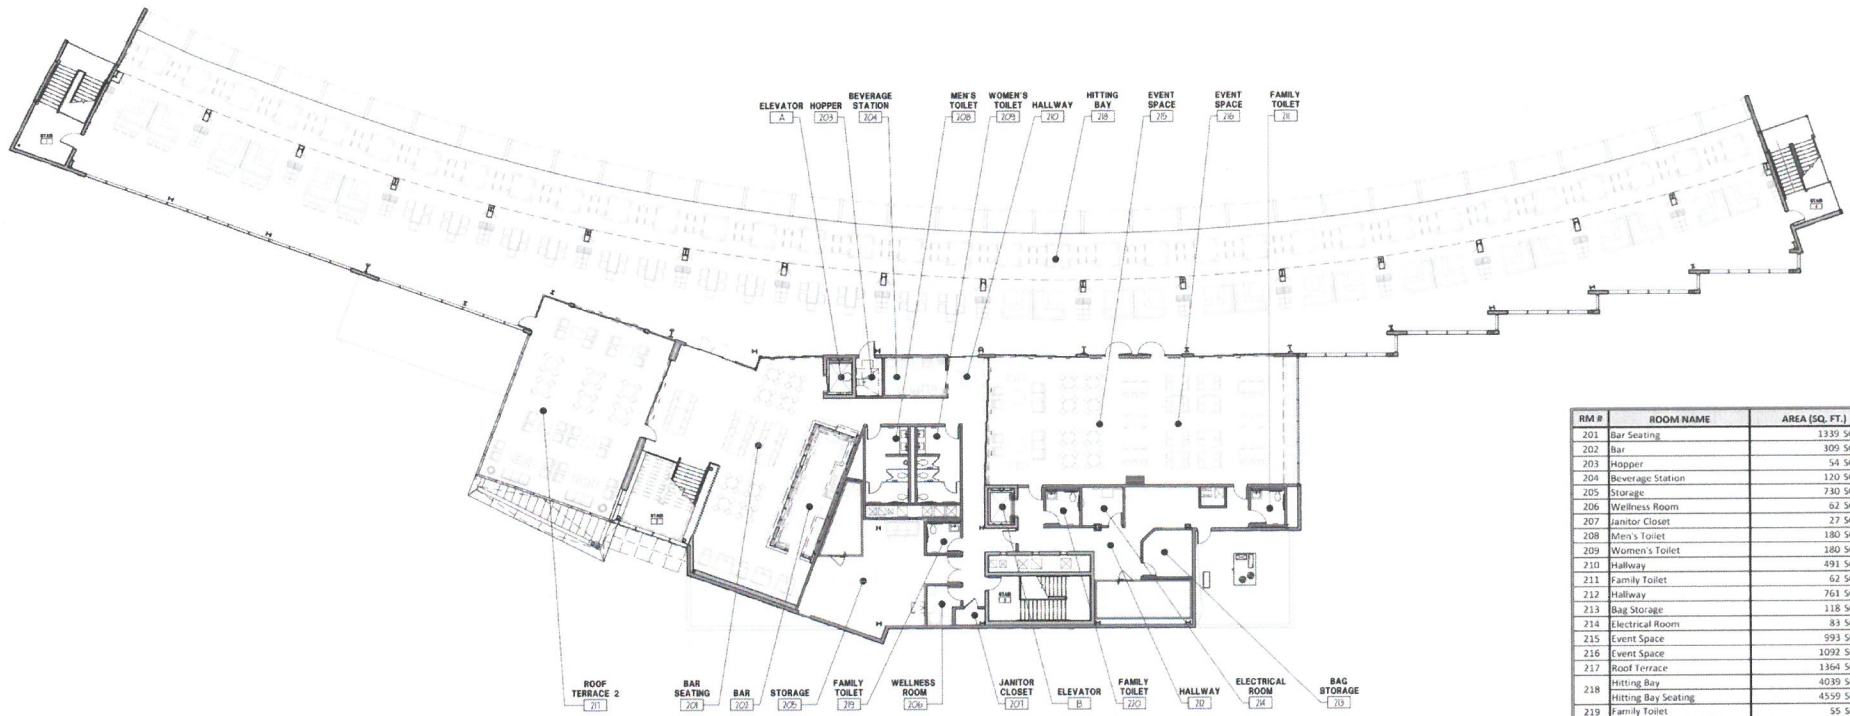 ELEVATOR
A
HOPPER
203
BEVERAGE
STATION
204
MEN'S
TOILET
208
WOMEN'S
TOILET
209
HALLWAY
210
HITTING
BAY
218
EVENT
SPACE
215
EVENT
SPACE
216
FAMILY
TOILET
211
STAIR
1
STAIR
STAIR
STAIR
ROOF
TERRACE 2
217
BAR
SEATING
201
BAR
202
STORAGE
205
FAMILY
TOILET
219
WELLNESS
ROOM
206
JANITOR
CLOSET
207
ELEVATOR
B
FAMILY
TOILET
220
HALLWAY
212
ELECTRICAL
ROOM
214
BAG
STORAGE
213
RM # ROOM NAME AREA (SQ. FT.)
201 Bar Seating 1339 S
202 Bar 309 S
203 Hopper 54 S
204 Beverage Station 120 S
205 Storage 730 S
206 Wellness Room 62 S
207 Janitor Closet 27 S
208 Men's Toilet 180 S
209 Women's Toilet 180 S
210 Hallway 491 S
211 Family Toilet 62 S
212 Hallway 761 S
213 Bag Storage 118 S
214 Electrical Room 83 S
215 Event Space 993 S
216 Event Space 1092 S
217 Roof Terrace 1364 S
218 Hitting Bay 4039 S
Hitting Bay Seating 4559 S
219 Family Toilet 55 S